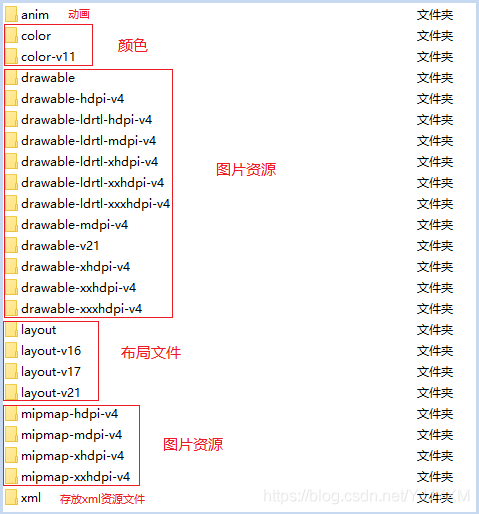 anim 动画 文件夹
color 文件夹
颜色
color-v11 文件夹
drawable 文件夹
drawable-hdpi-v4 文件夹
drawable-ldrtl-hdpi-v4 文件夹
drawable-ldrtl-mdpi-v4 文件夹
drawable-ldrtl-xhdpi-v4 文件夹
图片资源
drawable-ldrtl-xxhdpi-v4 文件夹
drawable-ldrtl-xxxhdpi-v4 文件夹
drawable-mdpi-v4 文件夹
drawable-v21 文件夹
drawable-xhdpi-v4 文件夹
drawable-xxhdpi-v4 文件夹
drawable-xxxhdpi-v4 文件夹
layout 文件夹
layout-v16 文件夹
布局文件
layout-v17 文件夹
layout-v21 文件夹
mipmap-hdpi-v4 文件夹
mipmap-mdpi-v4 文件夹
图片资源
mipmap-xhdpi-v4 文件夹
mipmap-xxhdpi-v4 文件夹
xml 存放xml资源文件 文件夹